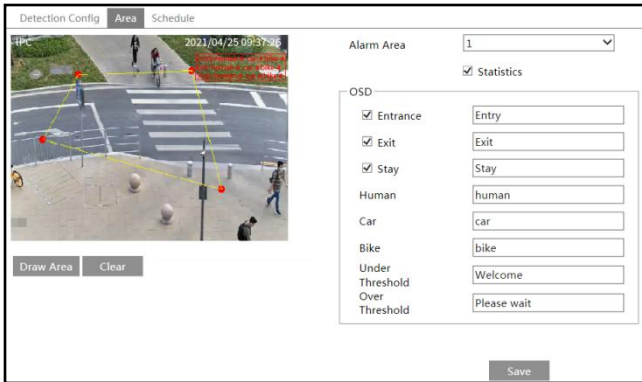 Detection Config Area Schedule
IPC 2021/04/25 09:37:26
Alarm Area 1
Statistics
OSD
Entrance Entry
Exit Exit
Stay Stay
Human human
Car car
Bike bike
Under Threshold Welcome
Over Threshold Please wait
Draw Area Clear
Save